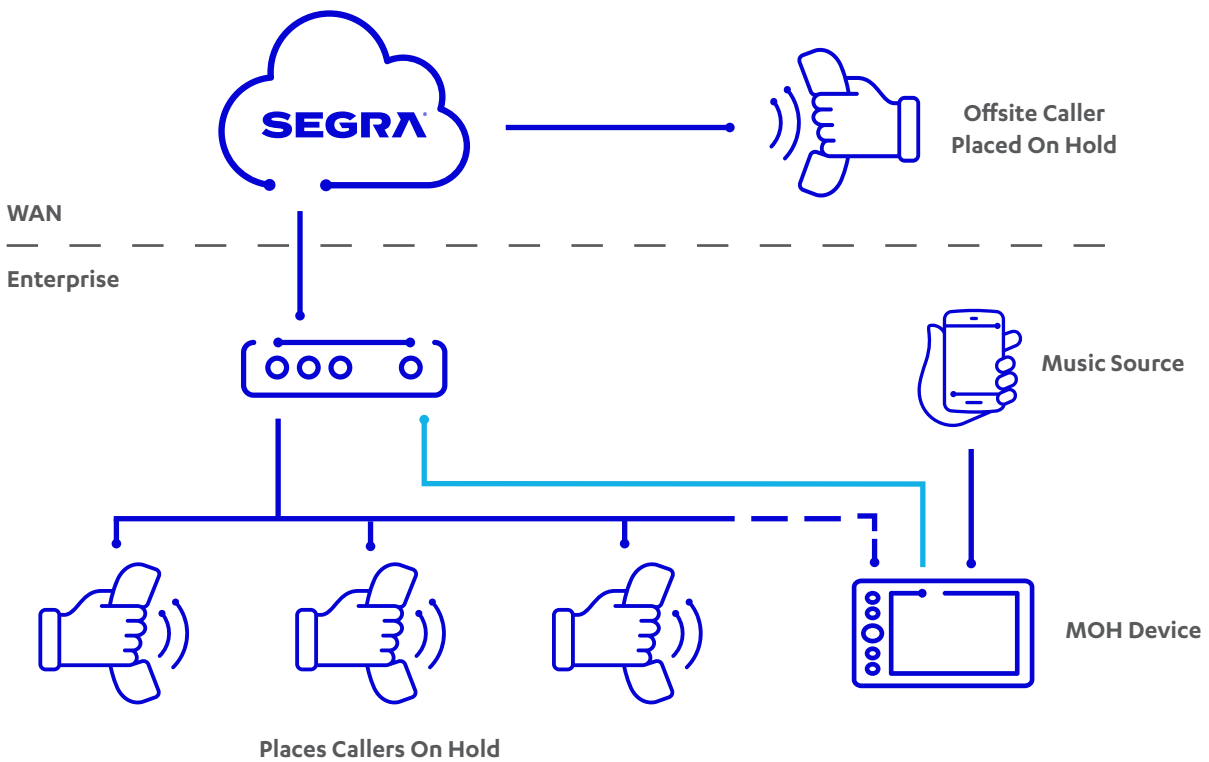 SEGRA
Offsite Caller
Placed On Hold
WAN
Enterprise
Music Source
MOH Device
Places Callers On Hold